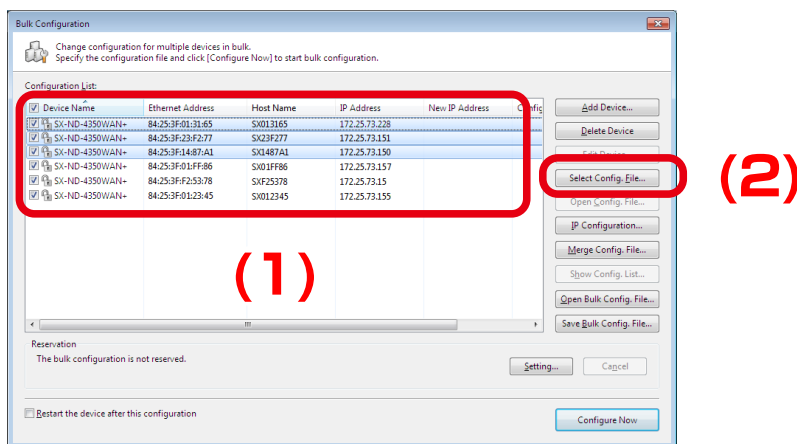 Bulk Configuration
Change configuration for multiple devices in bulk.
Specify the configuration file and click [Configure Now] to start bulk configuration.
Configuration List:
Device Name Ethernet Address Host Name IP Address New IP Address Config
SX-ND-4350WAN+ 84:25:3F:01:31:65 SX013165 172.25.73.228
SX-ND-4350WAN+ 84:25:3F:23:F2:77 SX23F277 172.25.73.151
SX-ND-4350WAN+ 84:25:3F:14:87:A1 SX1487A1 172.25.73.150
SX-ND-4350WAN+ 84:25:3F:01:FF:86 SX01FF86 172.25.73.157
SX-ND-4350WAN+ 84:25:3F:F2:53:78 SXF25378 172.25.73.15
SX-ND-4350WAN+ 84:25:3F:01:23:45 SX012345 172.25.73.155
(1)
Add Device...
Delete Device
Edit Device...
Select Config. File...
(2)
Open Config. File...
IP Configuration...
Merge Config. File...
Show Config. List...
Open Bulk Config. File...
Save Bulk Config. File...
Reservation
The bulk configuration is not reserved.
Setting... Cancel
Restart the device after this configuration
Configure Now